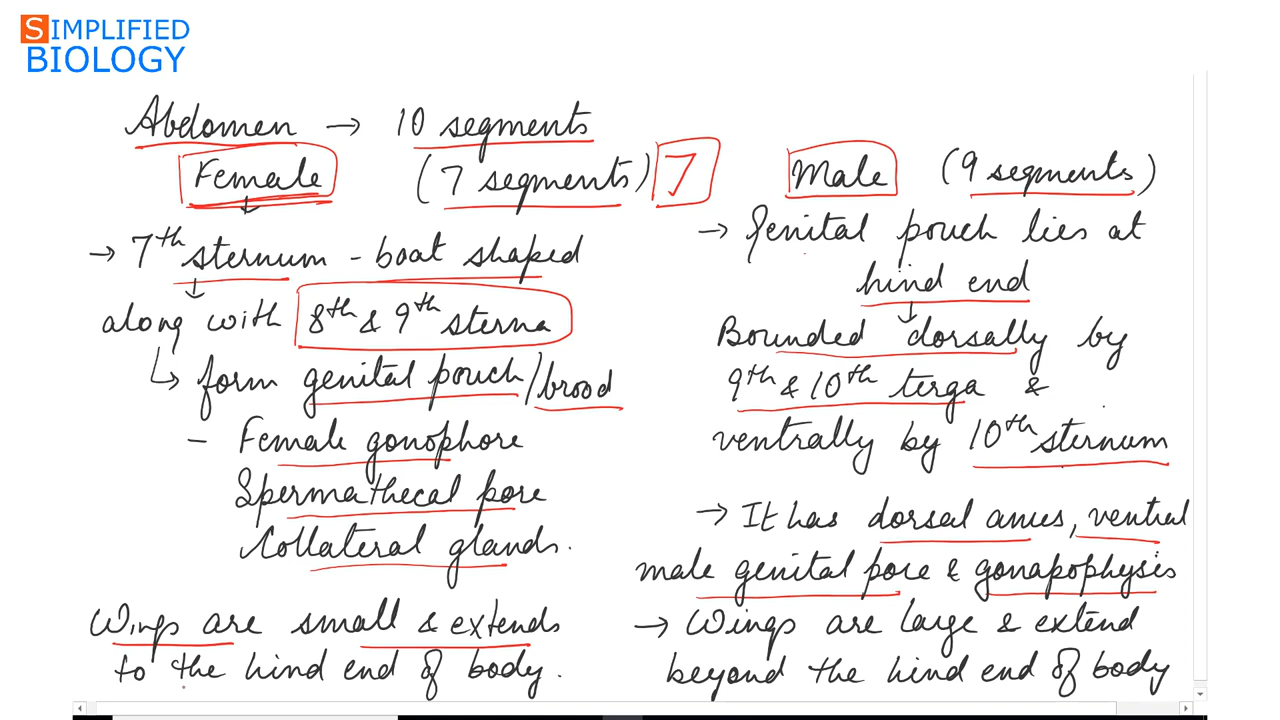 SIMPLIFIED
BIOLOGY
Abdomen → 10 segments
Female (7 segments) 7
→ 7th sternum - boat shaped
along with 8th & 9th sterna
↳ form genital pouch/brood
- Female gonophore
Spermathecal pore
Collateral glands.
Wings are small & extends
to the hind end of body.
Male (9 segments)
→ Genital pouch lies at
hind end
Bounded dorsally by
9th & 10th terga &
ventrally by 10th sternum
→ It has dorsal anus, ventral
male genital pore & gonapophysis
→ Wings are large & extend
beyond the hind end of body